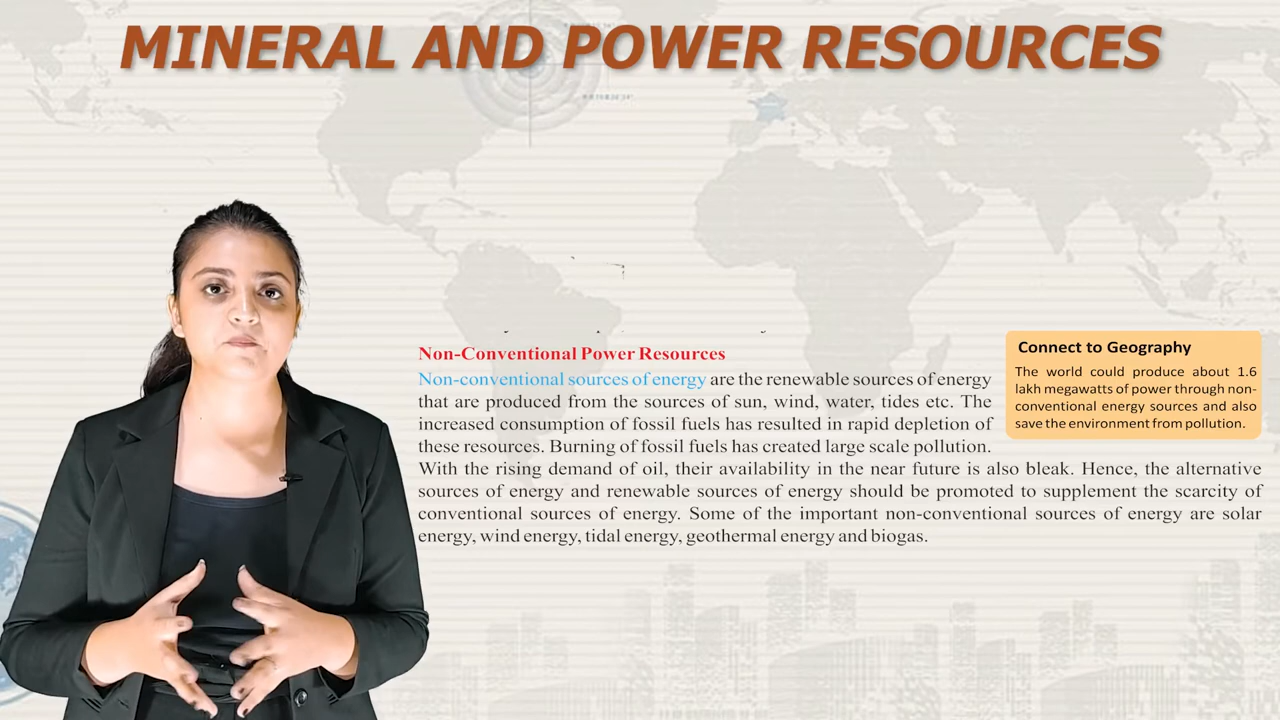 MINERAL AND POWER RESOURCES
Non-Conventional Power Resources
Non-conventional sources of energy are the renewable sources of energy
that are produced from the sources of sun, wind, water, tides etc. The
increased consumption of fossil fuels has resulted in rapid depletion of
these resources. Burning of fossil fuels has created large scale pollution.
With the rising demand of oil, their availability in the near future is also bleak. Hence, the alternative
sources of energy and renewable sources of energy should be promoted to supplement the scarcity of
conventional sources of energy. Some of the important non-conventional sources of energy are solar
energy, wind energy, tidal energy, geothermal energy and biogas.
Connect to Geography
The world could produce about 1.6
lakh megawatts of power through non-
conventional energy sources and also
save the environment from pollution.